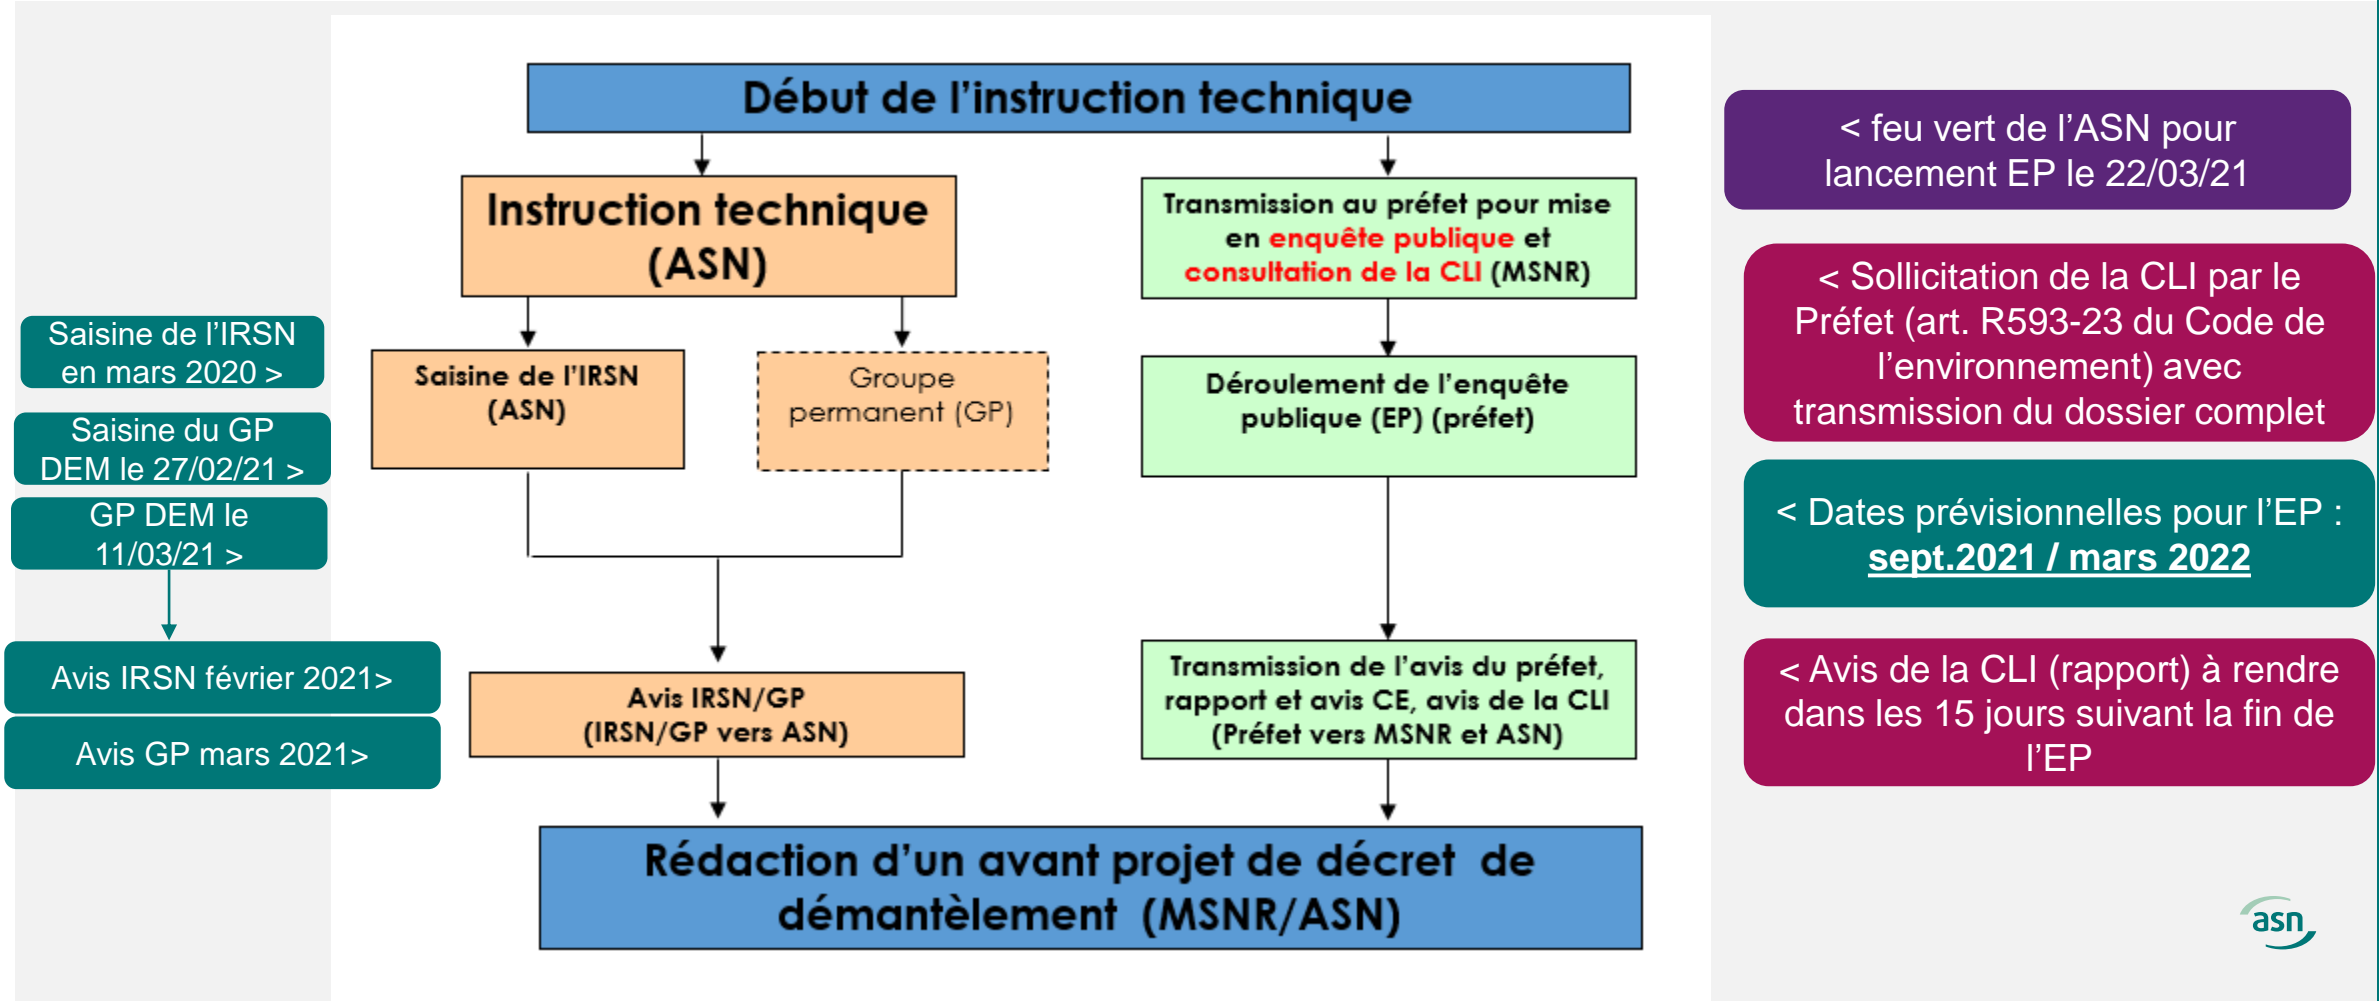 Début de l'instruction technique
Instruction technique
(ASN)
Transmission au préfet pour mise
en enquête publique et
consultation de la CLI (MSNR)
Saisine de l'IRSN
(ASN)
Groupe
permanent (GP)
Déroulement de l'enquête
publique (EP) (préfet)
Avis IRSN/GP
(IRSN/GP vers ASN)
Transmission de l'avis du préfet,
rapport et avis CE, avis de la CLI
(Préfet vers MSNR et ASN)
Rédaction d'un avant projet de décret de
démantèlement (MSNR/ASN)
Saisine de l'IRSN
en mars 2020 >
Saisine du GP
DEM le 27/02/21 >
GP DEM le
11/03/21 >
Avis IRSN février 2021>
Avis GP mars 2021>
< feu vert de l'ASN pour
lancement EP le 22/03/21
< Sollicitation de la CLI par le
Préfet (art. R593-23 du Code de
l'environnement) avec
transmission du dossier complet
< Dates prévisionnelles pour l'EP :
sept.2021 / mars 2022
< Avis de la CLI (rapport) à rendre
dans les 15 jours suivant la fin de
l'EP
asn